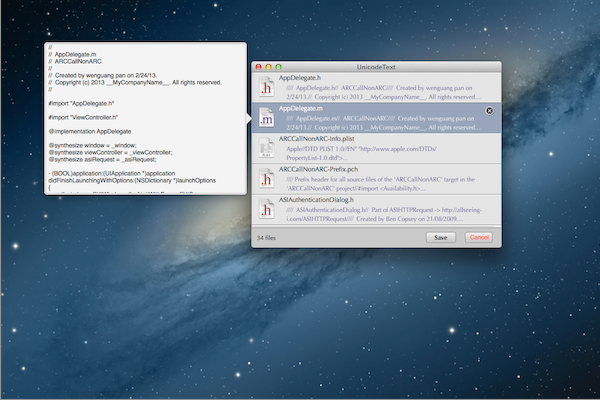 //
//  AppDelegate.m
//  ARCCallNonARC
//
//  Created by wenguang pan on 2/24/13.
//  Copyright (c) 2013 __MyCompanyName__. All rights reserved.
//
#import "AppDelegate.h"
#import "ViewController.h"
@implementation AppDelegate
@synthesize window = _window;
@synthesize viewController = _viewController;
@synthesize asiRequest = _asiRequest;
- (BOOL)application:(UIApplication *)application
didFinishLaunchingWithOptions:(NSDictionary *)launchOptions
{
UnicodeText
AppDelegate.h
//// AppDelegate.h// ARCCallNonARC//// Created by wenguang pan on
2/24/13.// Copyright (c) 2013 __MyCompanyName__. All rights reserved....
AppDelegate.m
//// AppDelegate.m// ARCCallNonARC//// Created by wenguang pan on
2/24/13.// Copyright (c) 2013 __MyCompanyName__. All rights reserved....
ARCCallNonARC-Info.plist
Apple//DTD PLIST 1.0//EN" "http://www.apple.com/DTDs/
PropertyList-1.0.dtd">...
PLIST
ARCCallNonARC-Prefix.pch
//// Prefix header for all source files of the 'ARCCallNonARC' target in the
'ARCCallNonARC' project//#import <Availability.h>...
ASIAuthenticationDialog.h
//// ASIAuthenticationDialog.h// Part of ASIHTTPRequest -> http://allseeing-
i.com/ASIHTTPRequest//// Created by Ben Copsey on 21/08/2009....
.h
.m
.h
.h
34 files
Save
Cancel